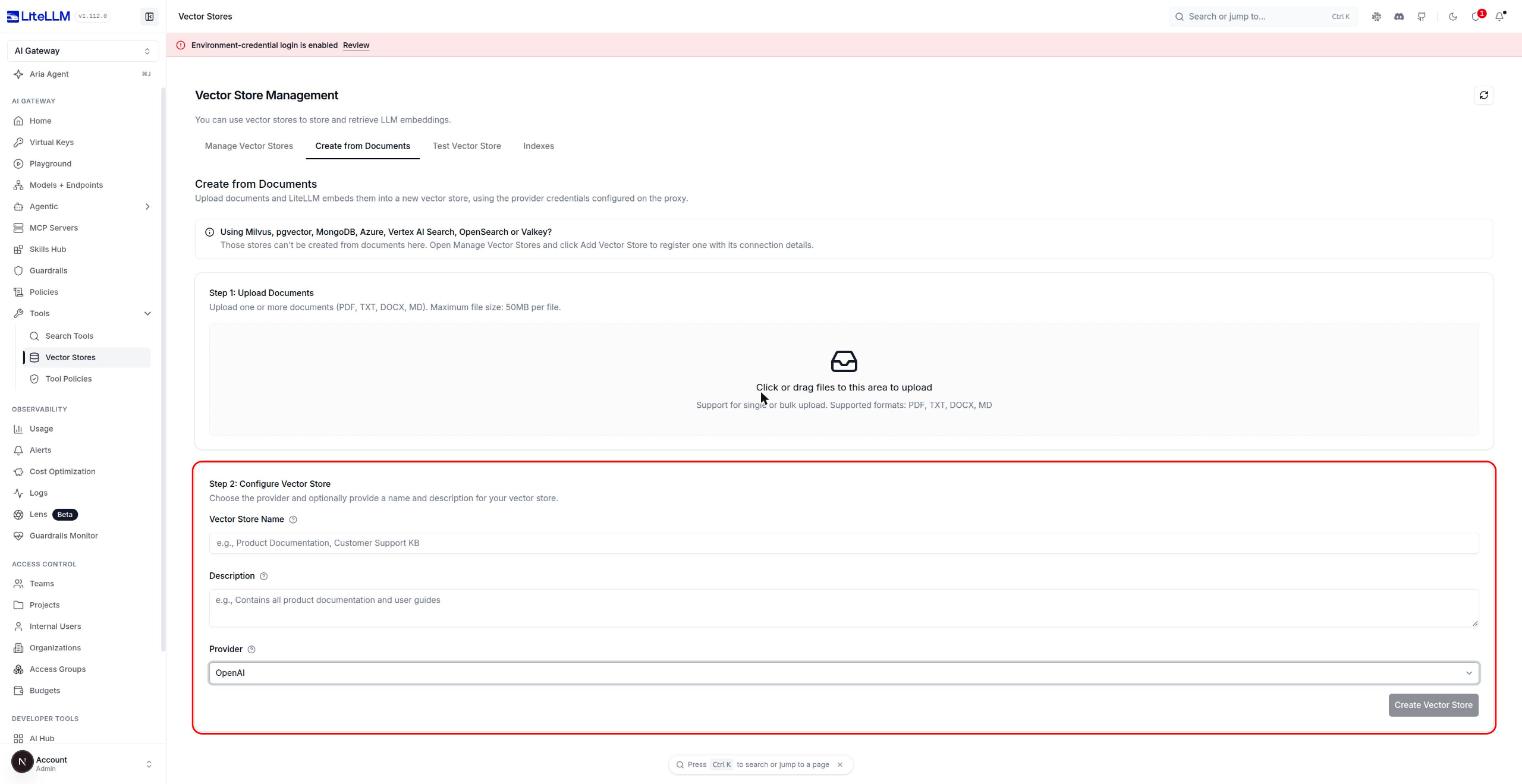 LiteLLM
v1.112.0
Vector Stores
Search or jump to...
Ctrl K
1
Environment-credential login is enabled Review
AI Gateway
Aria Agent
⌘J
AI GATEWAY
Home
Virtual Keys
Playground
Models + Endpoints
Agentic
MCP Servers
Skills Hub
Guardrails
Policies
Tools
Search Tools
Vector Stores
Tool Policies
OBSERVABILITY
Usage
Alerts
Cost Optimization
Logs
Lens Beta
Guardrails Monitor
ACCESS CONTROL
Teams
Projects
Internal Users
Organizations
Access Groups
Budgets
DEVELOPER TOOLS
AI Hub
N
Account
Admin
Vector Store Management
You can use vector stores to store and retrieve LLM embeddings.
Manage Vector Stores Create from Documents Test Vector Store Indexes
Create from Documents
Upload documents and LiteLLM embeds them into a new vector store, using the provider credentials configured on the proxy.
Using Milvus, pgvector, MongoDB, Azure, Vertex AI Search, OpenSearch or Valkey?
Those stores can't be created from documents here. Open Manage Vector Stores and click Add Vector Store to register one with its connection details.
Step 1: Upload Documents
Upload one or more documents (PDF, TXT, DOCX, MD). Maximum file size: 50MB per file.
Click or drag files to this area to upload
Support for single or bulk upload. Supported formats: PDF, TXT, DOCX, MD
Step 2: Configure Vector Store
Choose the provider and optionally provide a name and description for your vector store.
Vector Store Name
e.g., Product Documentation, Customer Support KB
Description
e.g., Contains all product documentation and user guides
Provider
OpenAI
Create Vector Store
Press Ctrl K to search or jump to a page